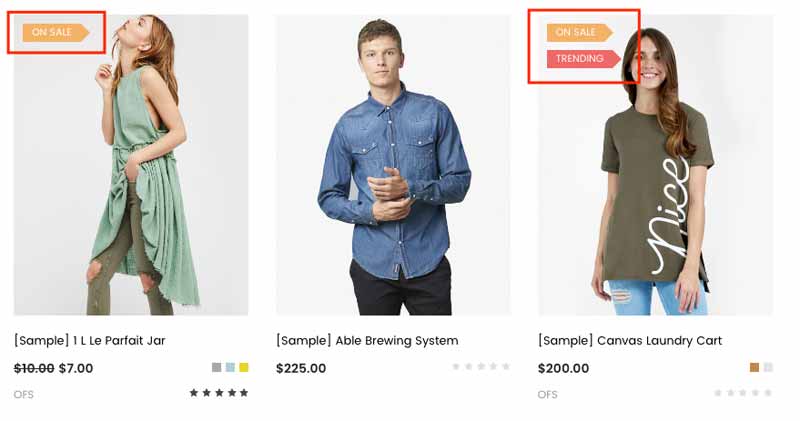 ON SALE
ON SALE
TRENDING
Nice
[Sample] 1 L Le Parfait Jar
[Sample] Able Brewing System
[Sample] Canvas Laundry Cart
$10.00 $7.00
$225.00
$200.00
OFS
OFS